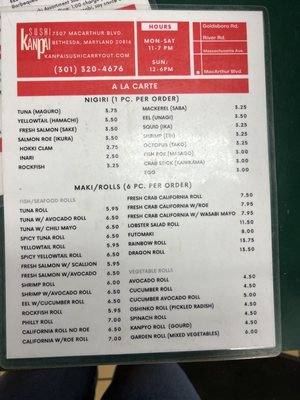 SUSHI
KANPAI
7307 MACARTHUR BLVD
BETHESDA, MARYLAND 20816
KANPAISUSHICARRYOUT.COM
(301) 320-4676
HOURS
MON-SAT
11-7 PM
SUN:
12-6PM
Goldsboro Rd.
River Rd.
Massachusetts Ave.
MacArthur Blvd
A LA CARTE
NIGIRI (1 PC. PER ORDER)
TUNA (MAGURO) 3.75
YELLOWTAIL (HAMACHI) 3.75
FRESH SALMON (SAKE) 3.50
SALMON ROE (IKURA) 3.50
HOKKI CLAM 2.75
INARI 2.50
ROCKFISH 3.25
MACKEREL (SABA) 3.25
EEL (UNAGI) 3.50
SQUID (IKA) 3.25
SHRIMP (EBI) 3.25
OCTOPUS (TAKO) 3.25
FISH ROE (MASAGO) 3.00
CRAB STICK (KANIKAMA) 3.00
EGG 3.00
MAKI/ROLLS (6 PC. PER ORDER)
FISH/SEAFOOD ROLLS
TUNA ROLL 5.95
TUNA W/ AVOCADO ROLL 6.50
TUNA W/ CHILI MAYO 6.50
SPICY TUNA ROLL 6.50
YELLOWTAIL ROLL 5.95
SPICY YELLOWTAIL ROLL 6.50
FRESH SALMON W/ SCALLION 5.95
FRESH SALMON W/AVOCADO 6.50
SHRIMP ROLL 6.00
SHRIMP W/AVOCADO ROLL 6.50
EEL W/CUCUMBER ROLL 6.50
ROCKFISH ROLL 5.95
PHILLY ROLL 7.00
CALIFORNIA ROLL NO ROE 6.50
CALIFORNIA W/ROE ROLL 7.00
FRESH CRAB CALIFORNIA ROLL 7.50
FRESH CRAB CALIFORNIA W/ROE 7.95
FRESH CRAB CALIFORNIA W/ WASABI MAYO 7.95
LOBSTER SALAD ROLL 11.50
FUTOMAKI 8.00
RAINBOW ROLL 15.75
DRAGON ROLL 15.50
VEGETABLE ROLLS
AVOCADO ROLL 4.50
CUCUMBER ROLL 4.50
CUCUMBER AVOCADO ROLL 5.00
OSHINKO ROLL (PICKLED RADISH) 4.50
SPINACH ROLL 4.50
KANPYO ROLL (GOURD) 4.50
GARDEN ROLL (MIXED VEGETABLES) 6.00